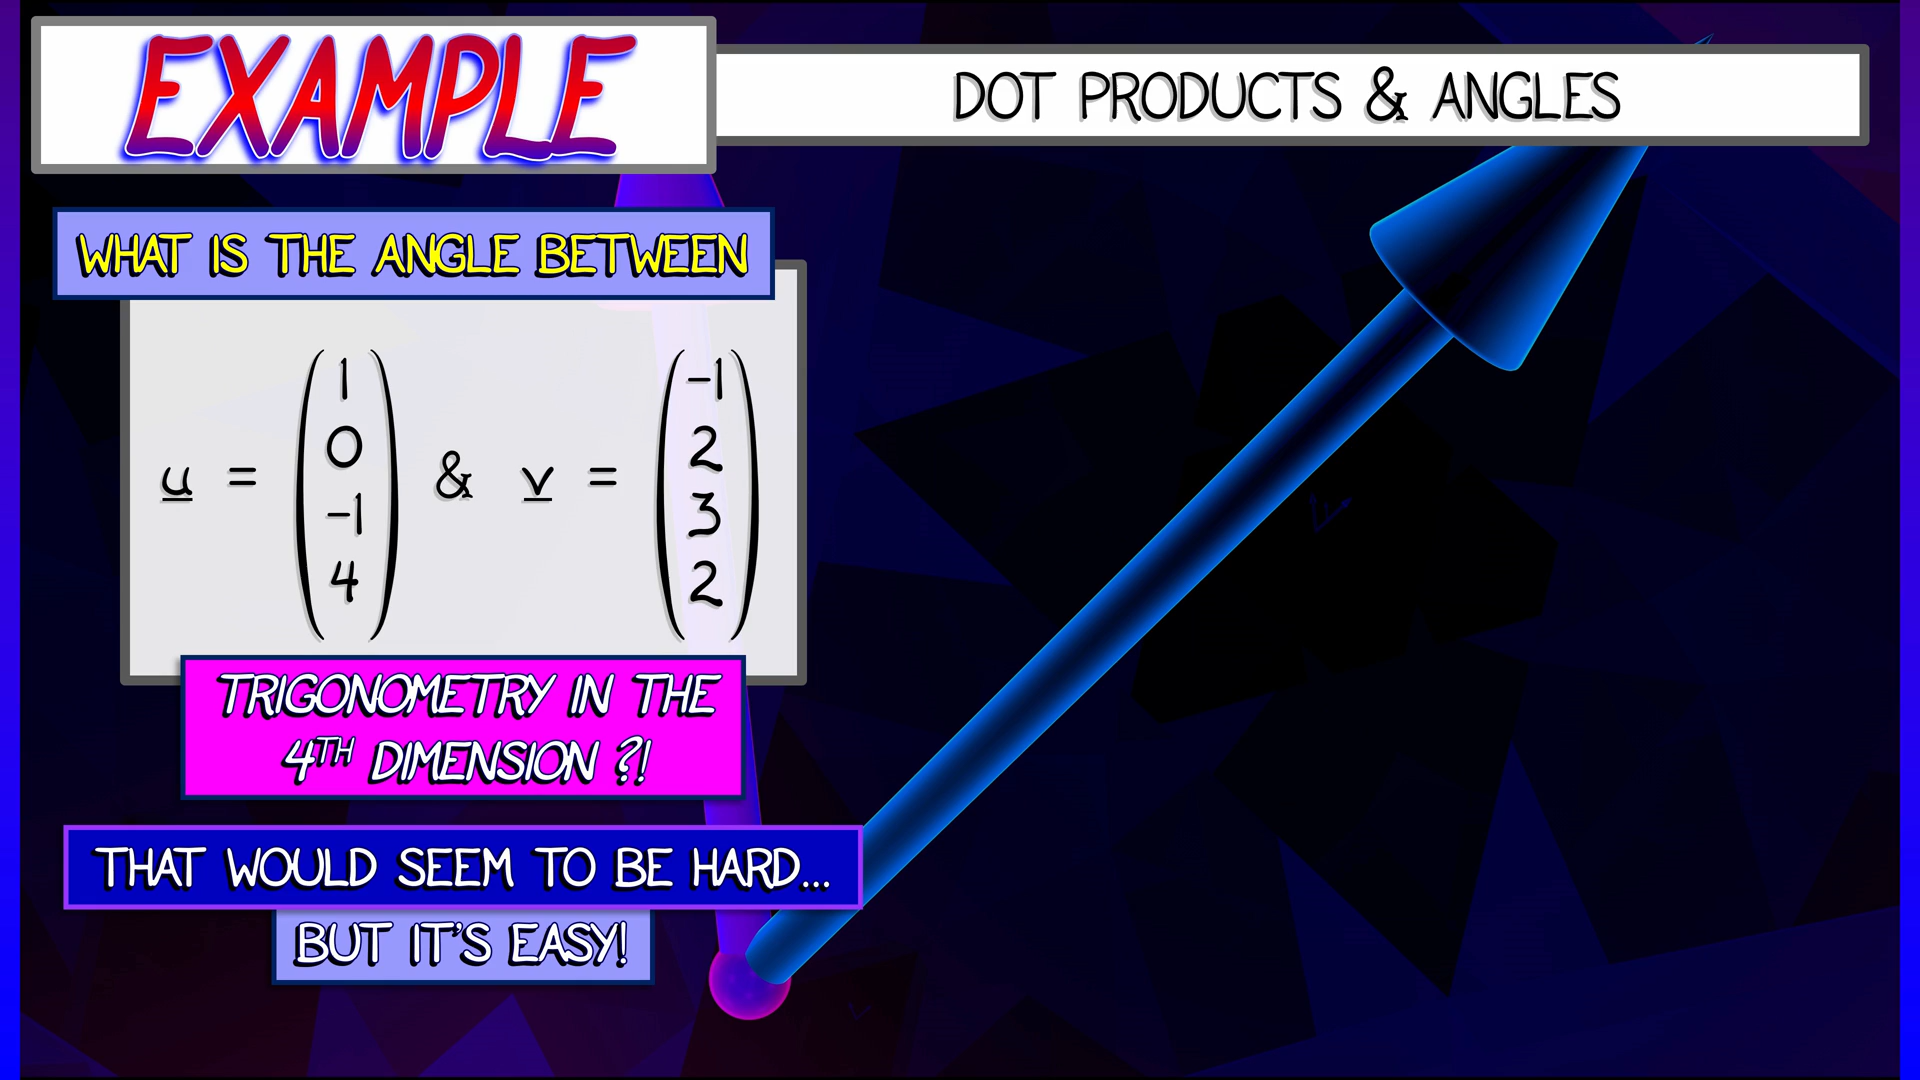 EXAMPLE
DOT PRODUCTS & ANGLES
WHAT IS THE ANGLE BETWEEN
u = (1 0 -1 4) & v = (-1 2 3 2)
TRIGONOMETRY IN THE
4TH DIMENSION ?!
THAT WOULD SEEM TO BE HARD...
BUT IT'S EASY!